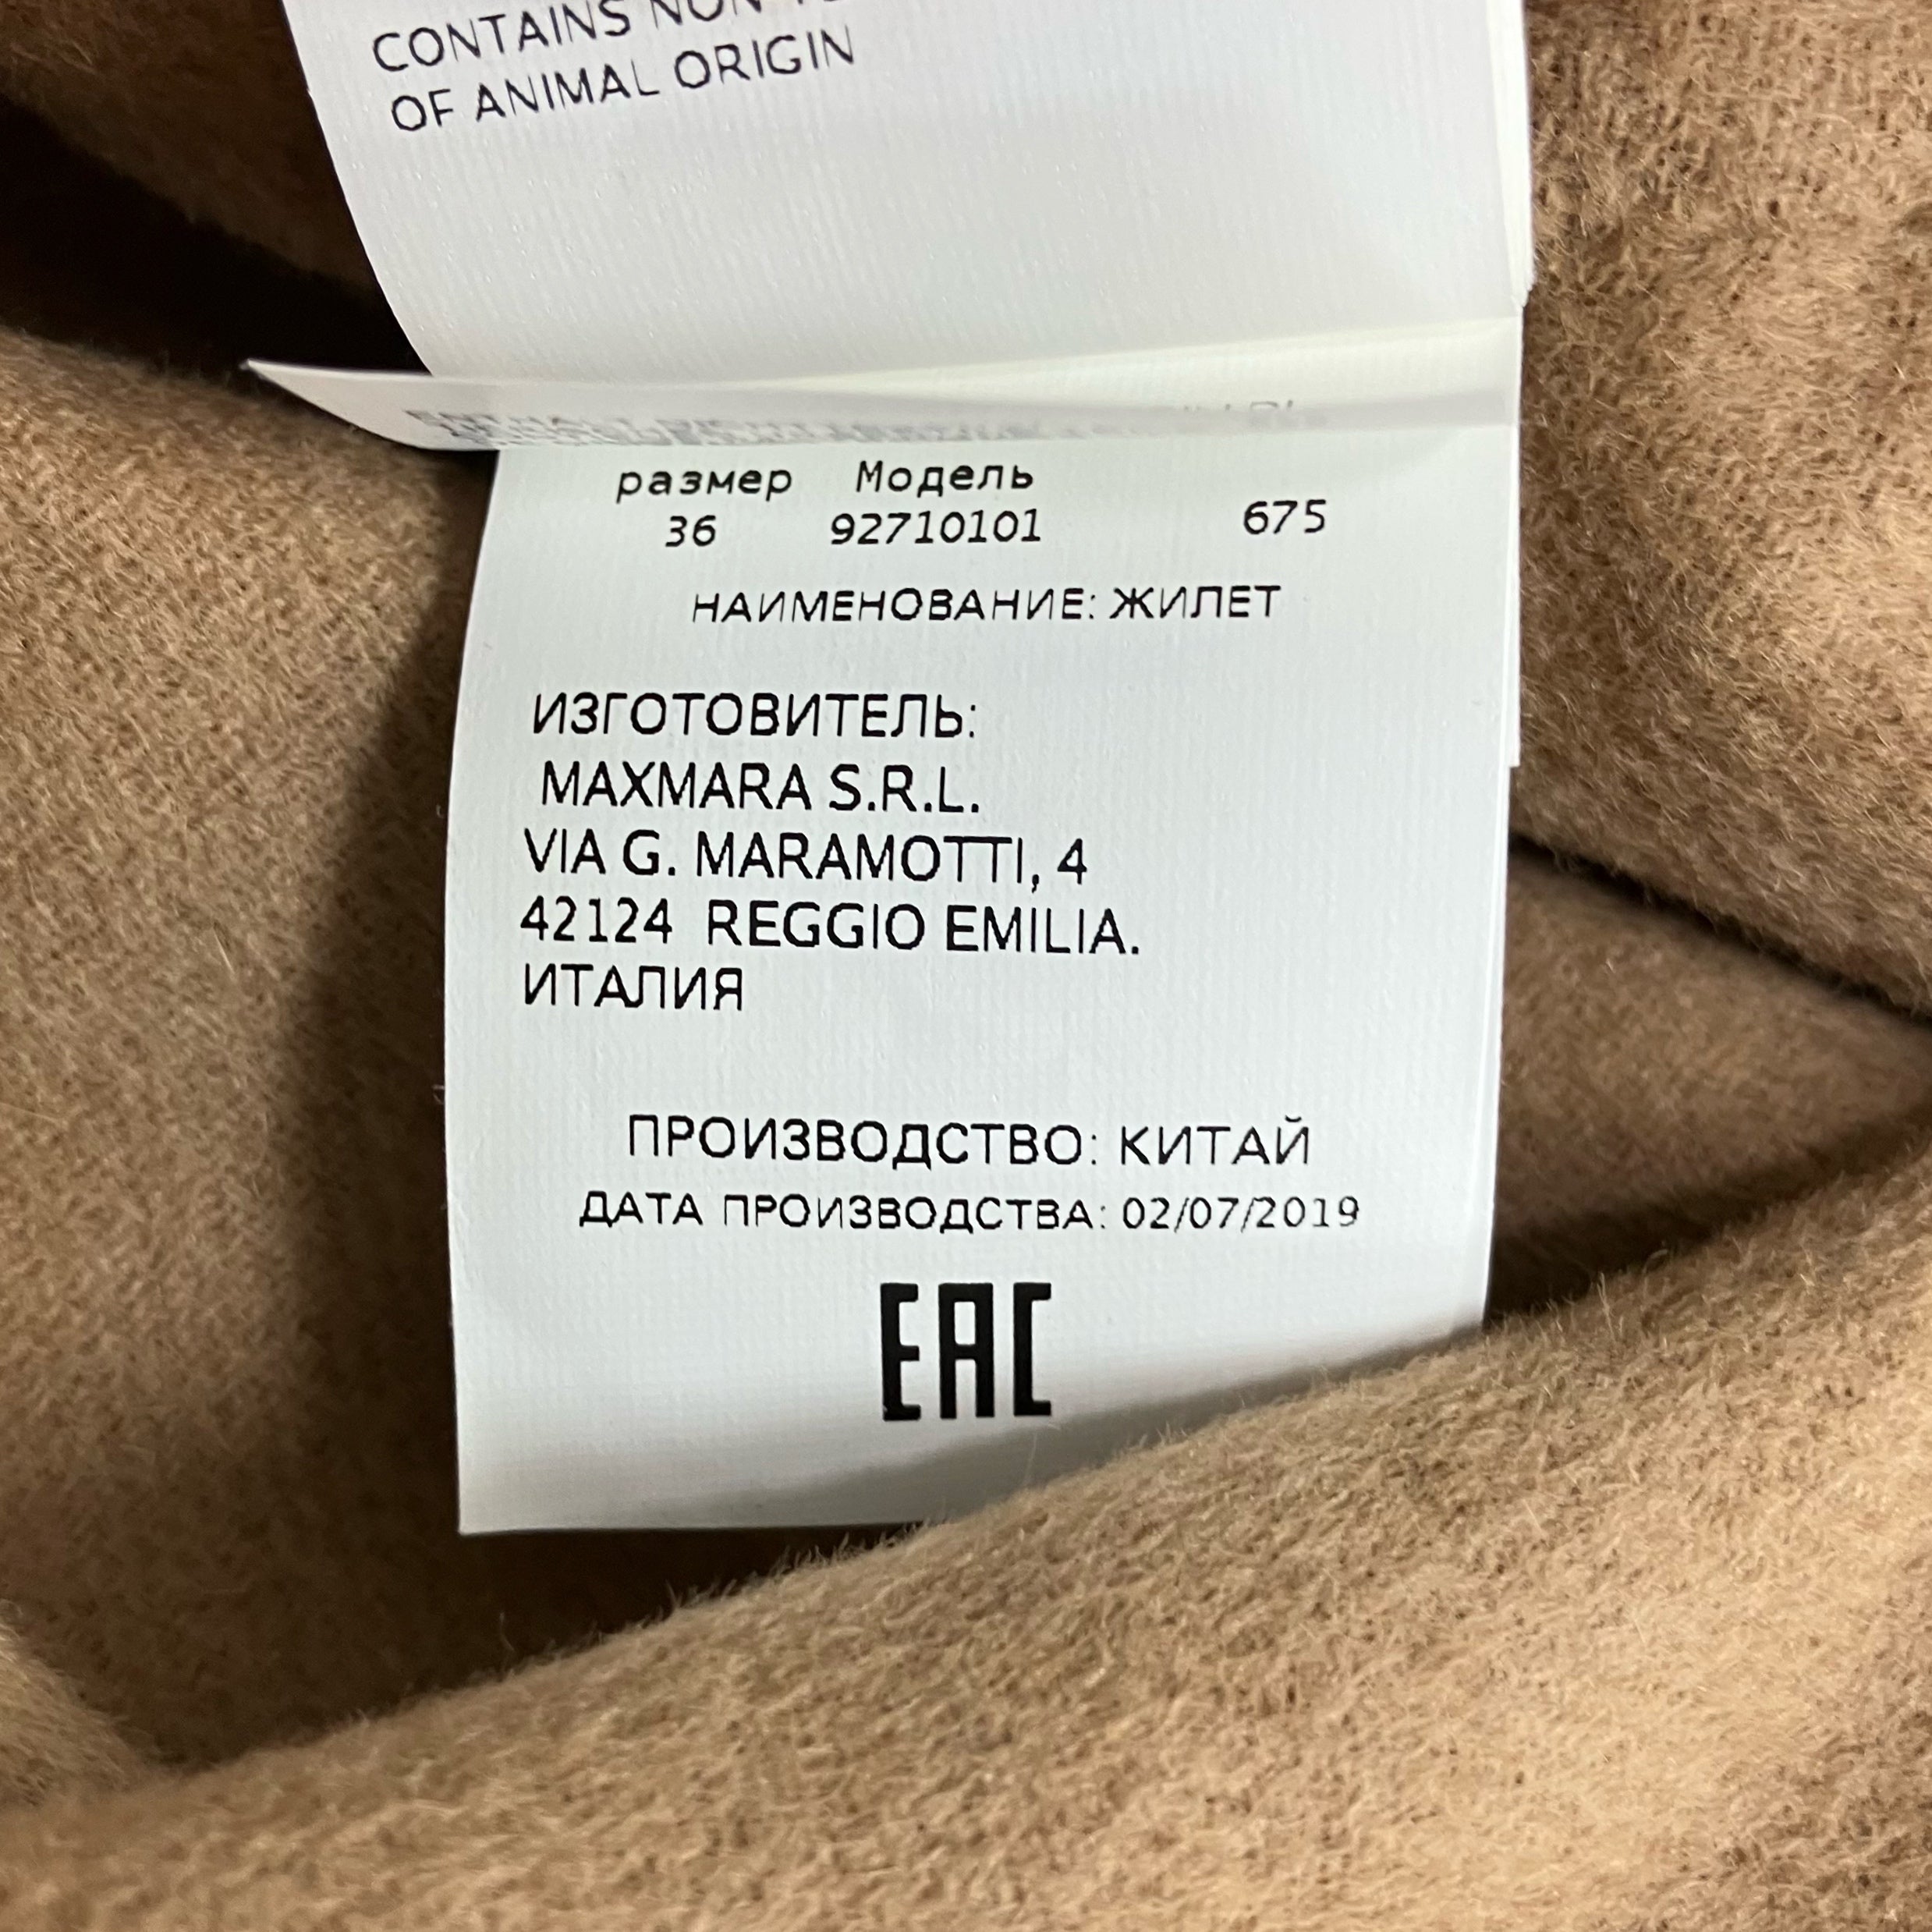 CONTAINS
OF ANIMAL ORIGIN
размер Модель
36 92710101 675
НАИМЕНОВАНИЕ: ЖИЛЕТ
ИЗГОТОВИТЕЛЬ:
MAXMARA S.R.L.
VIA G. MARAMOTTI, 4
42124 REGGIO EMILIA.
ИТАЛИЯ
ПРОИЗВОДСТВО: КИТАЙ
ДАТА ПРОИЗВОДСТВА: 02/07/2019
EAC